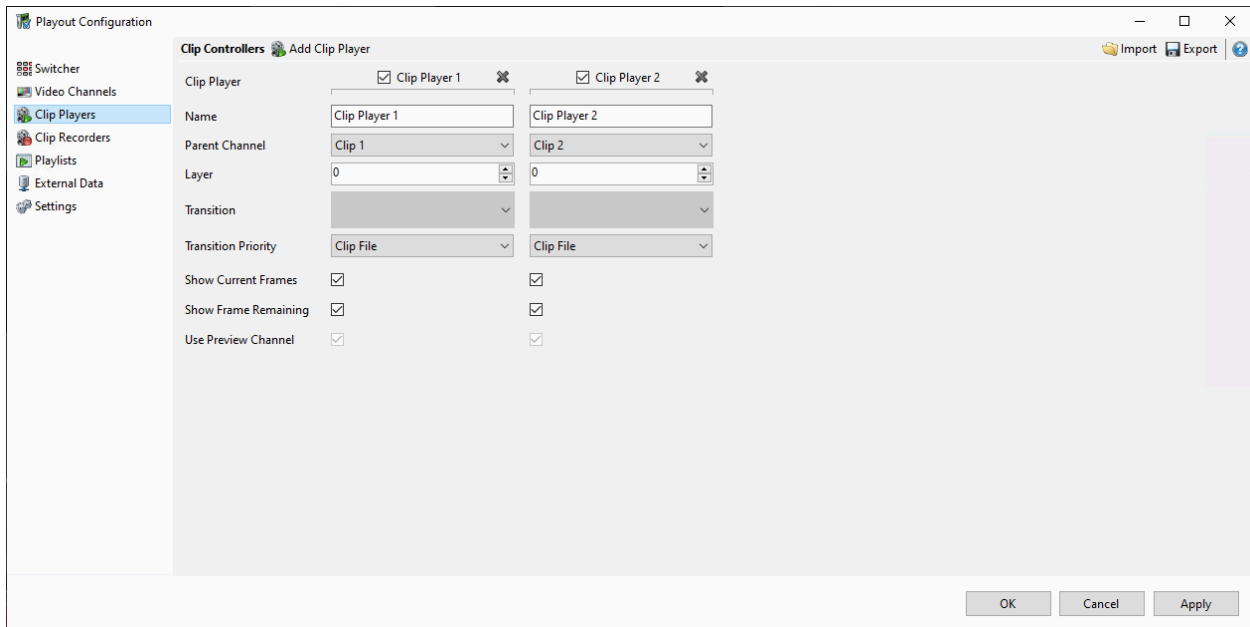 Playout Configuration
Clip Controllers Add Clip Player Import Export
Switcher
Video Channels
Clip Players
Clip Recorders
Playlists
External Data
Settings
Clip Player Clip Player 1 Clip Player 2
Name Clip Player 1 Clip Player 2
Parent Channel Clip 1 Clip 2
Layer 0 0
Transition
Transition Priority Clip File Clip File
Show Current Frames
Show Frame Remaining
Use Preview Channel
OK Cancel Apply